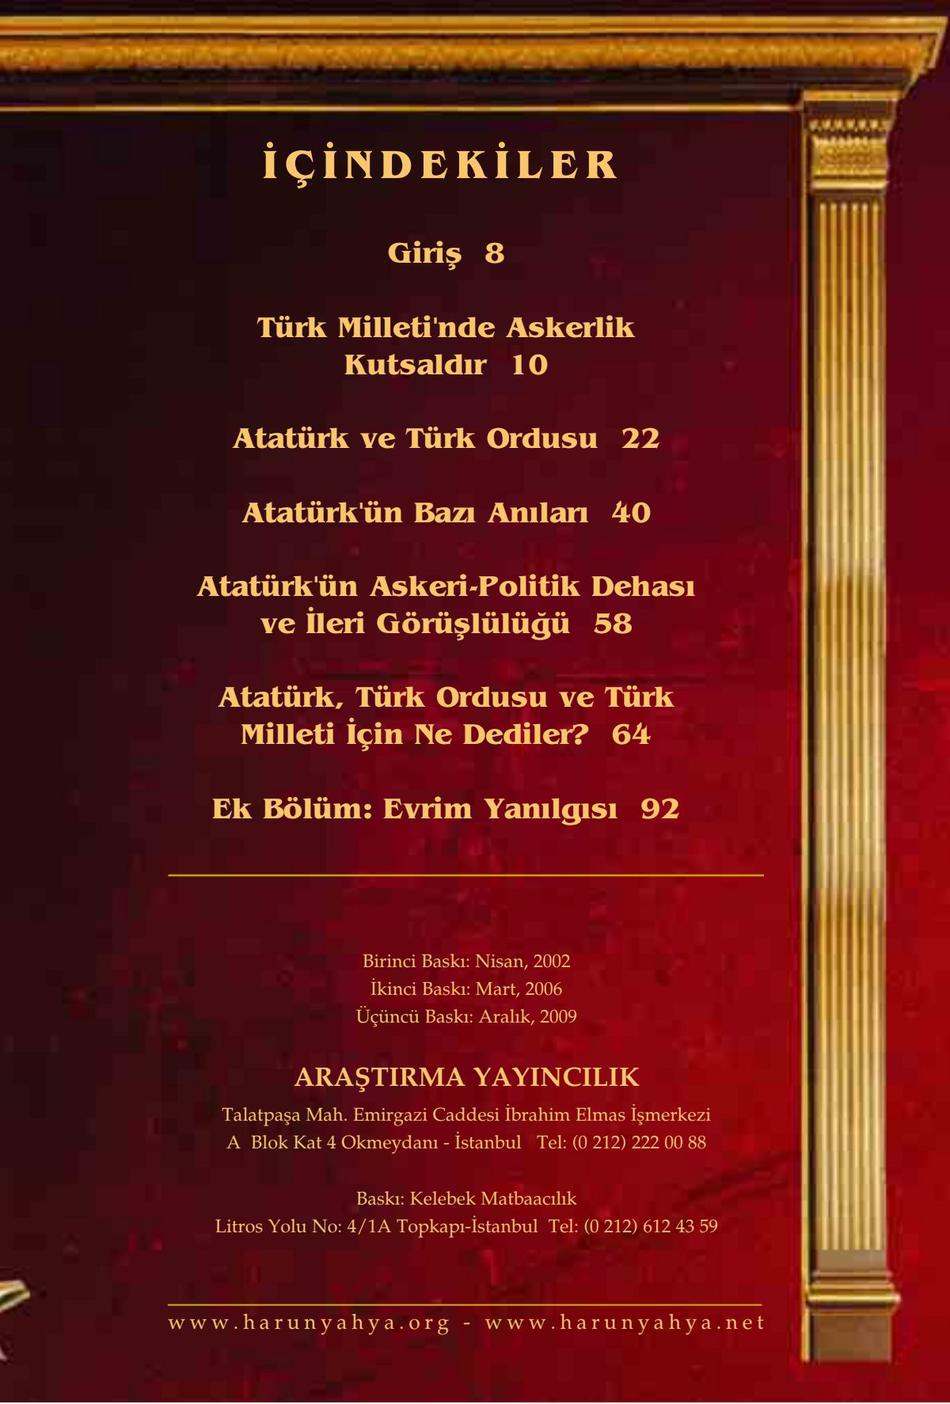 İÇİNDEKİLER
Giriş 8
Türk Milleti'nde Askerlik
Kutsaldır 10
Atatürk ve Türk Ordusu 22
Atatürk'ün Bazı Anıları 40
Atatürk'ün Askeri-Politik Dehası
ve İleri Görüşlülüğü 58
Atatürk, Türk Ordusu ve Türk
Milleti İçin Ne Dediler? 64
Ek Bölüm: Evrim Yanılgısı 92
Birinci Baskı: Nisan, 2002
İkinci Baskı: Mart, 2006
Üçüncü Baskı: Aralık, 2009
ARAŞTIRMA YAYINCILIK
Talatpaşa Mah. Emirgazi Caddesi İbrahim Elmas İşmerkezi
A Blok Kat 4 Okmeydanı - İstanbul Tel: (0 212) 222 00 88
Baskı: Kelebek Matbaacılık
Litros Yolu No: 4/1A Topkapı-İstanbul Tel: (0 212) 612 43 59
www.harunyahya.org - www.harunyahya.net